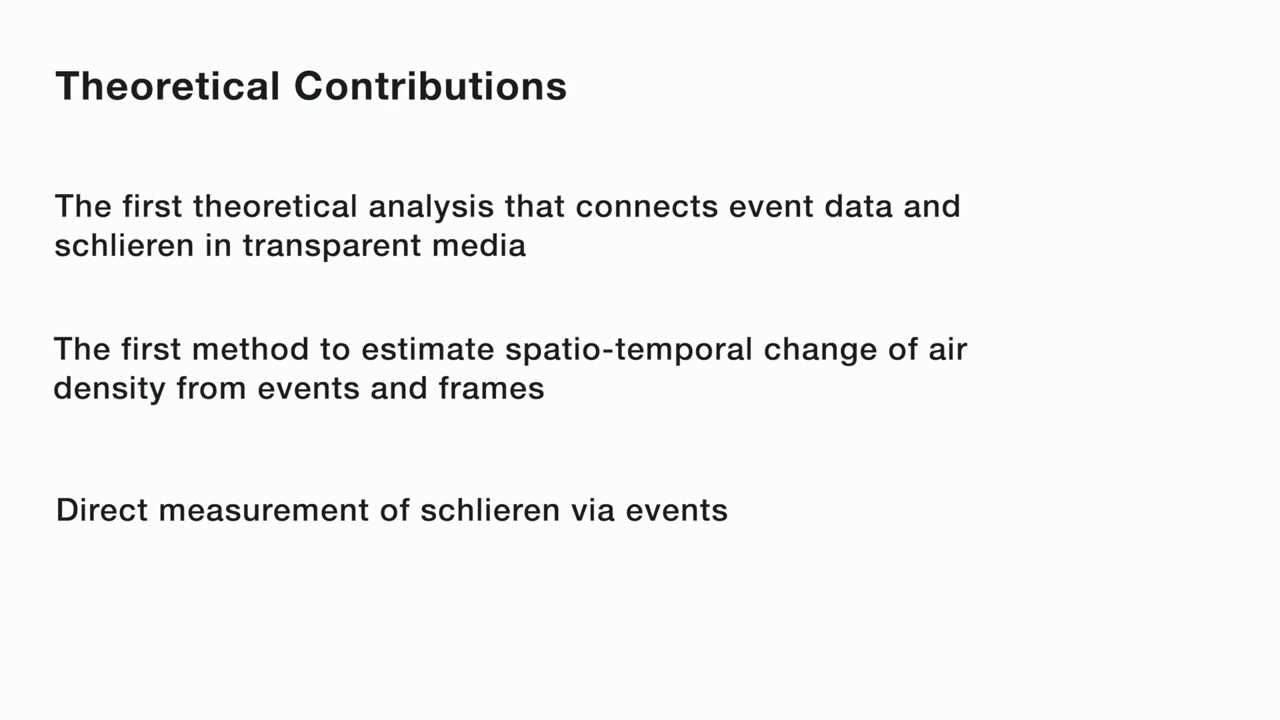 Theoretical Contributions
The first theoretical analysis that connects event data and
schlieren in transparent media
The first method to estimate spatio-temporal change of air
density from events and frames
Direct measurement of schlieren via events